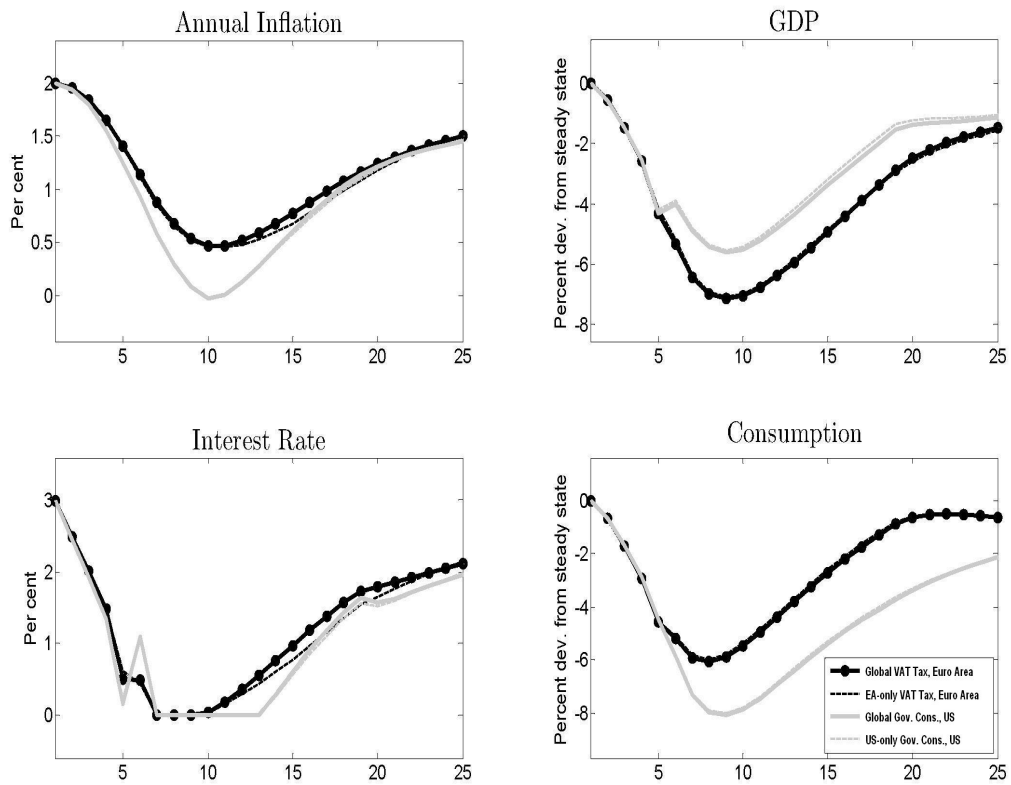 Annual Inflation
Per cent
2
1.5
1
0.5
0
5 10 15 20 25
GDP
Percent dev. from steady state
0
-2
-4
-6
-8
5 10 15 20 25
Interest Rate
Per cent
3
2
1
0
5 10 15 20 25
Consumption
Percent dev. from steady state
0
-2
-4
-6
-8
5 10 15 20 25
Global VAT Tax, Euro Area
EA-only VAT Tax, Euro Area
Global Gov. Cons., US
US-only Gov. Cons., US